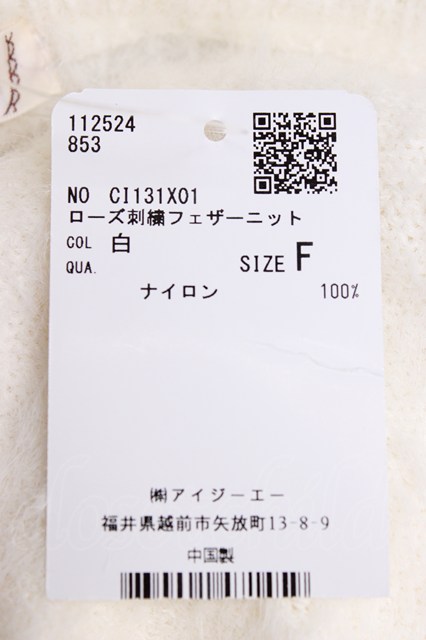 112524
853
NO CI131X01
ローズ刺繍フェザーニット
COL 白
QUA. SIZE F
ナイロン 100%
㈱アイジーエー
福井県越前市矢放町13-8-9
中国製